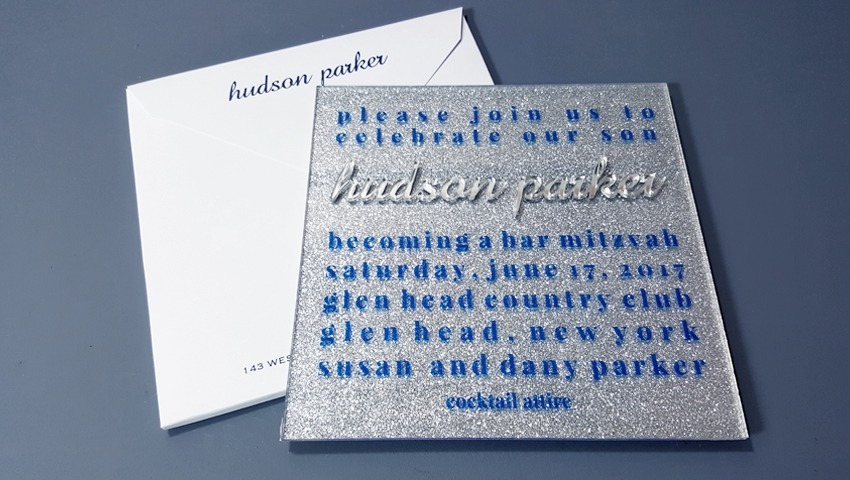 hudson parker
please join us to
celebrate our son
hudson parker
becoming a bar mitzvah
saturday, june 17, 2017
glen head country club
glen head, new york
susan and dany parker
cocktail attire
143 WES